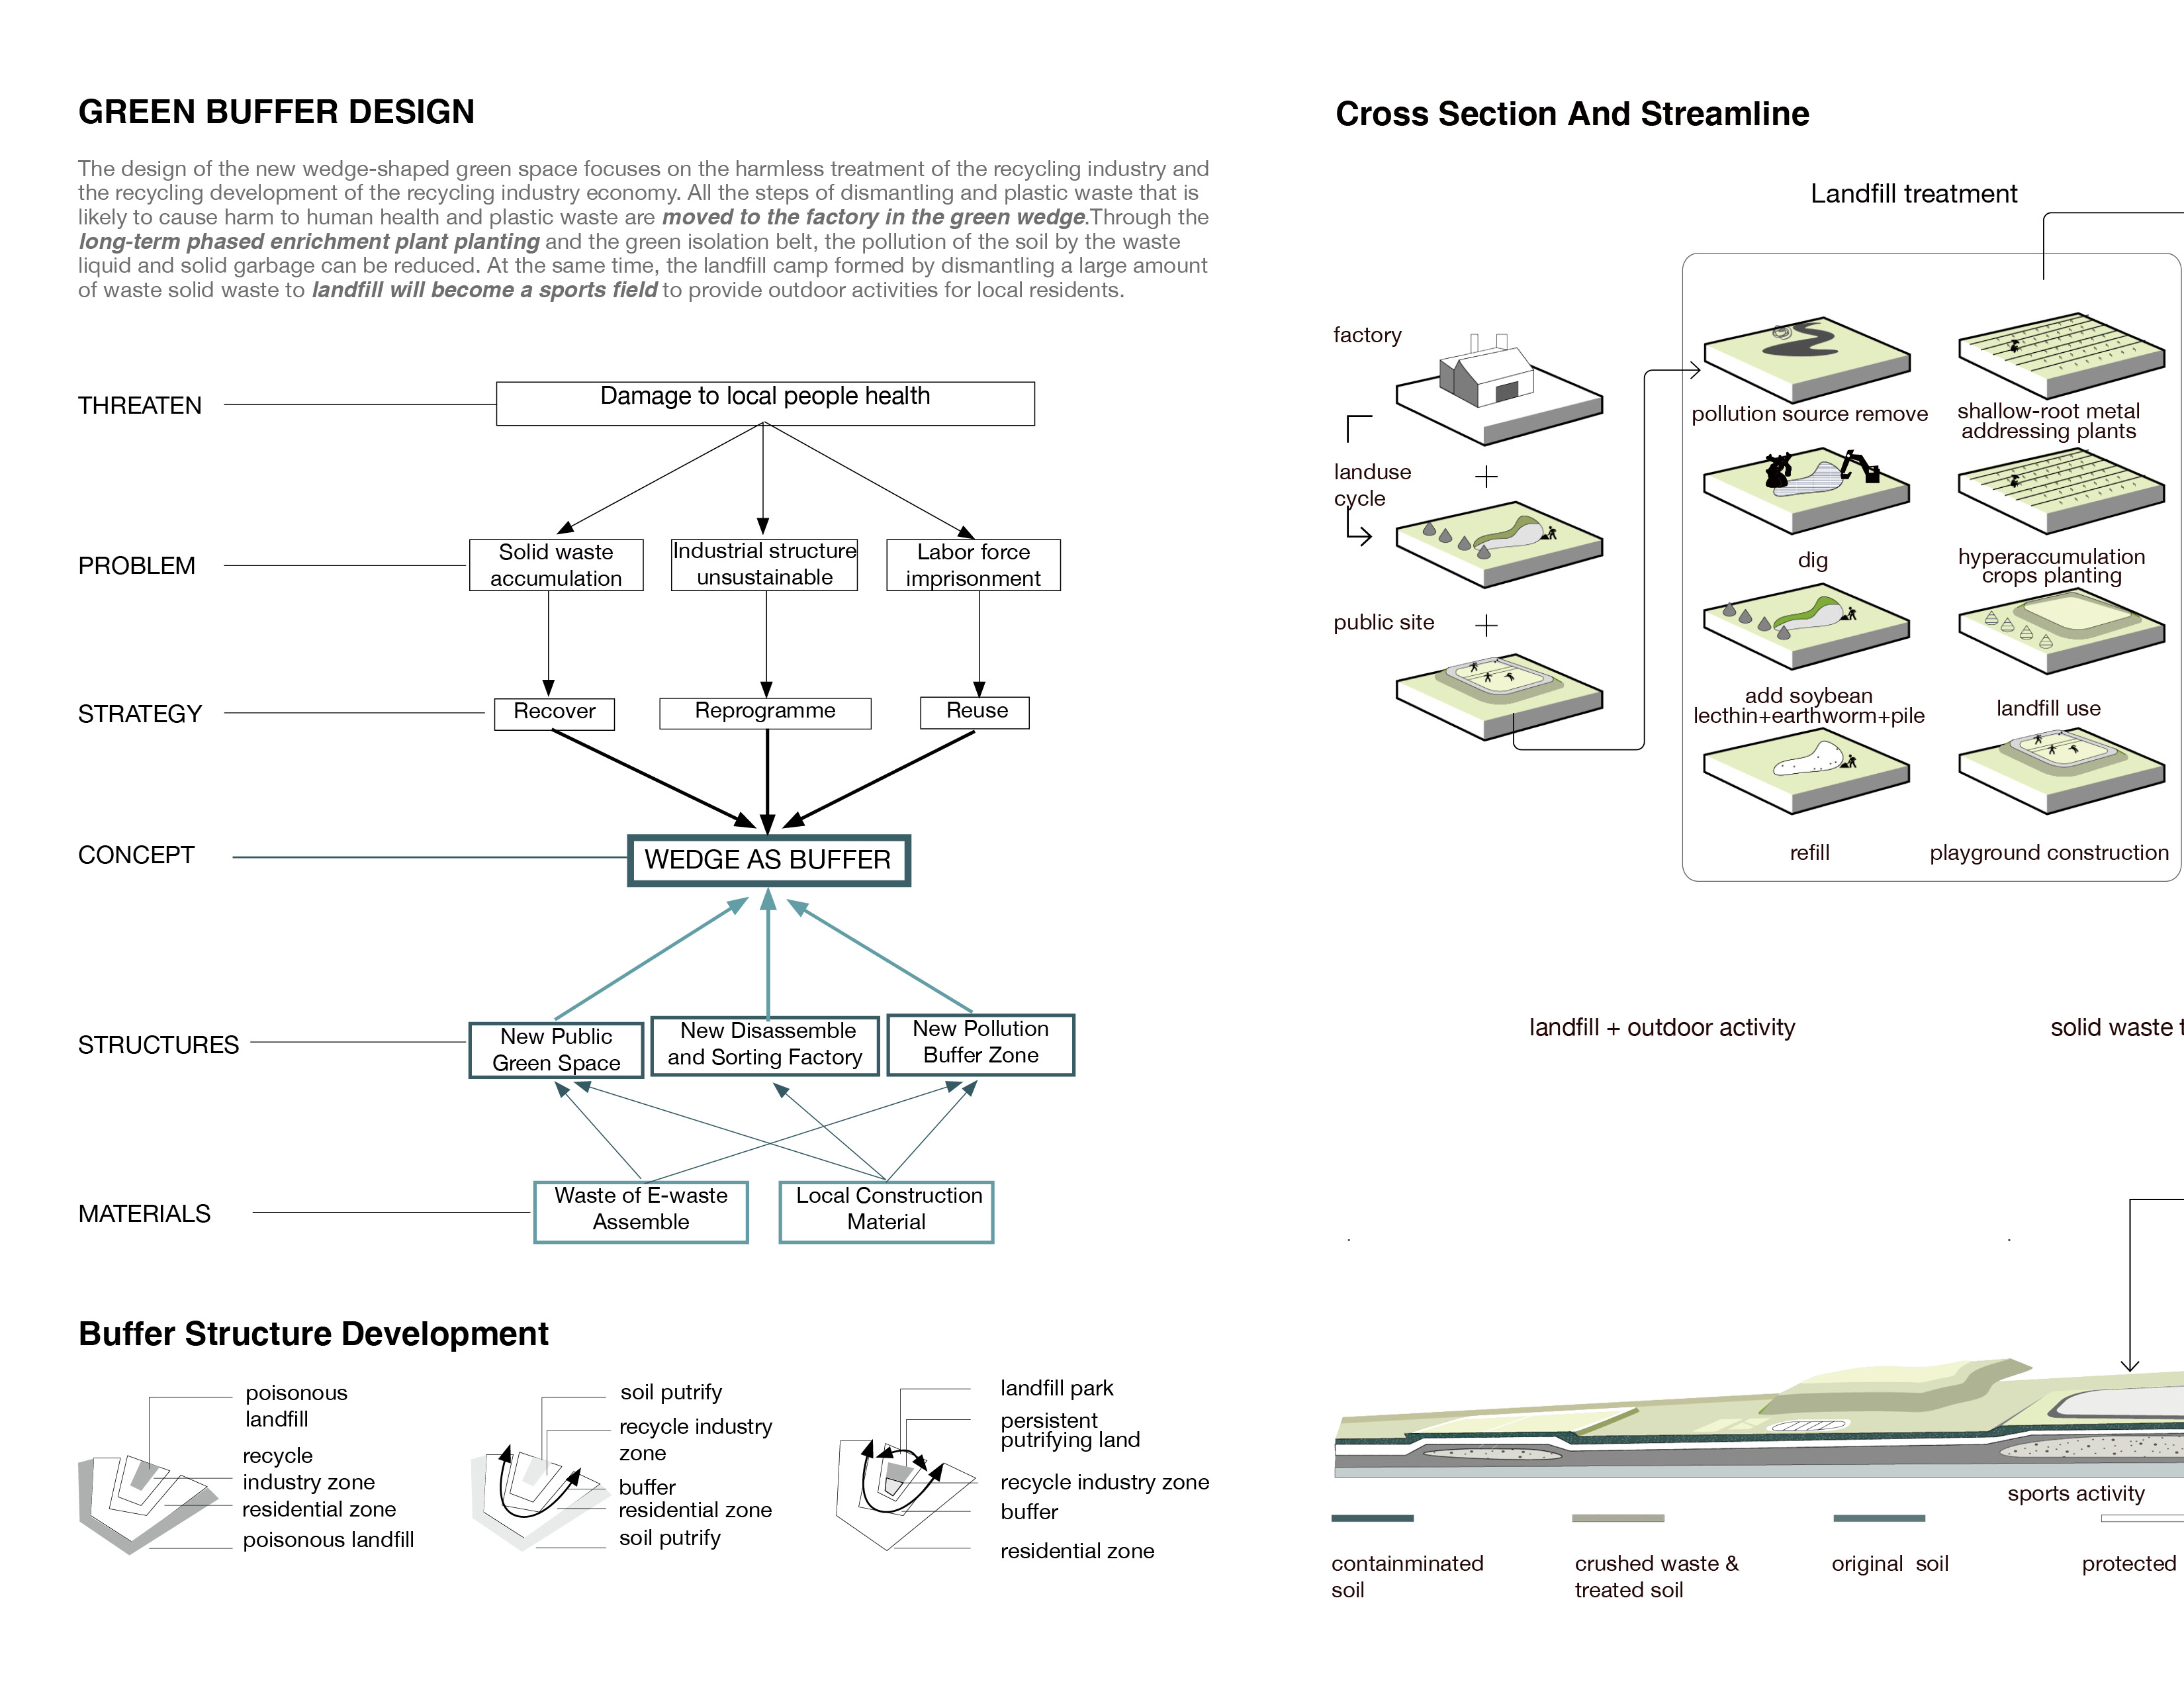 GREEN BUFFER DESIGN
The design of the new wedge-shaped green space focuses on the harmless treatment of the recycling industry and
the recycling development of the recycling industry economy. All the steps of dismantling and plastic waste that is
likely to cause harm to human health and plastic waste are moved to the factory in the green wedge.Through the
long-term phased enrichment plant planting and the green isolation belt, the pollution of the soil by the waste
liquid and solid garbage can be reduced. At the same time, the landfill camp formed by dismantling a large amount
of waste solid waste to landfill will become a sports field to provide outdoor activities for local residents.
THREATEN
Damage to local people health
PROBLEM
Solid waste
accumulation
Industrial structure
unsustainable
Labor force
imprisonment
STRATEGY
Recover
Reprogramme
Reuse
CONCEPT
WEDGE AS BUFFER
STRUCTURES
New Public
Green Space
New Disassemble
and Sorting Factory
New Pollution
Buffer Zone
MATERIALS
Waste of E-waste
Assemble
Local Construction
Material
Buffer Structure Development
poisonous
landfill
recycle
industry zone
residential zone
poisonous landfill
soil putrify
recycle industry
zone
buffer
residential zone
soil putrify
landfill park
persistent
putrifying land
recycle industry zone
buffer
residential zone
Cross Section And Streamline
Landfill treatment
factory
landuse
cycle
public site
pollution source remove
shallow-root metal
addressing plants
dig
hyperaccumulation
crops planting
add soybean
lecthin+earthworm+pile
landfill use
refill
playground construction
landfill + outdoor activity
solid waste t
sports activity
containminated
soil
crushed waste &
treated soil
original soil
protected